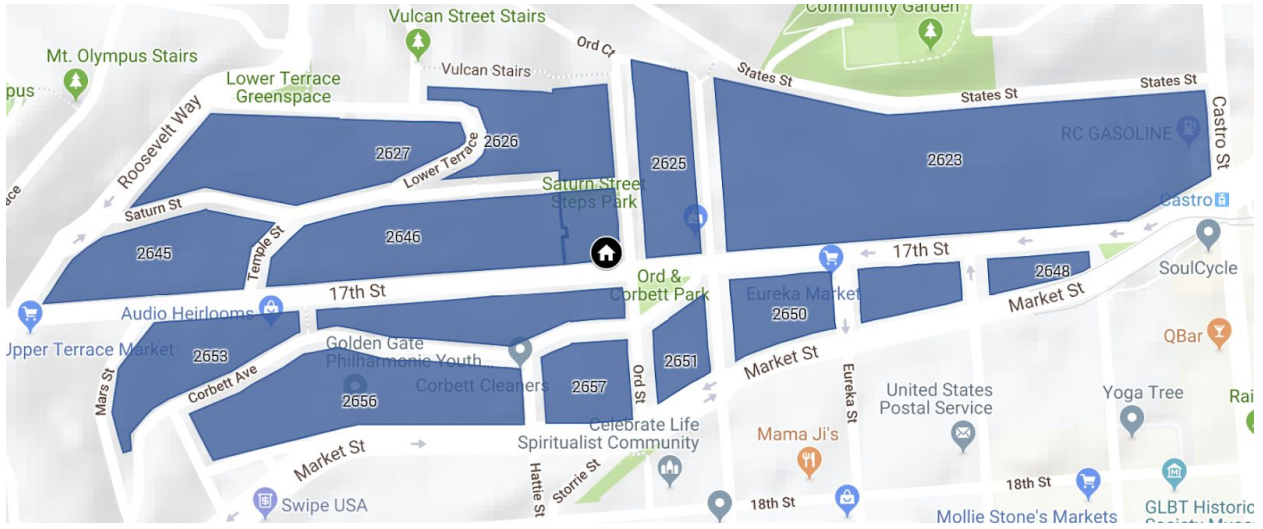 Vulcan Street Stairs
Community Garden
Mt. Olympus Stairs
Ord Ct
Vulcan Stairs
States St
Lower Terrace
Greenspace
States St
States St
pus
Roosevelt Way
Castro St
RC GASOLINE
2627
2626
Lower Terrace
2625
2623
Saturn Street
Steps Park
Castro
Saturn St
Temple St
2646
2645
17th St
SoulCycle
Ord &
Corbett Park
2648
17th St
Eureka Market
Market St
Audio Heirlooms
2650
Upper Terrace Market
2653
Golden Gate
Philharmonic Youth...
QBar
Corbett Ave
Corbett Cleaners
2651
Market St
Mars St
2656
2657
Ord St
Eureka St
United States
Postal Service
Yoga Tree
Rai
Celebrate Life
Spiritualist Community
Mama Ji's
Market St
Hattie St
Storrie St
18th St
18th St
Swipe USA
Mollie Stone's Markets
GLBT Historic